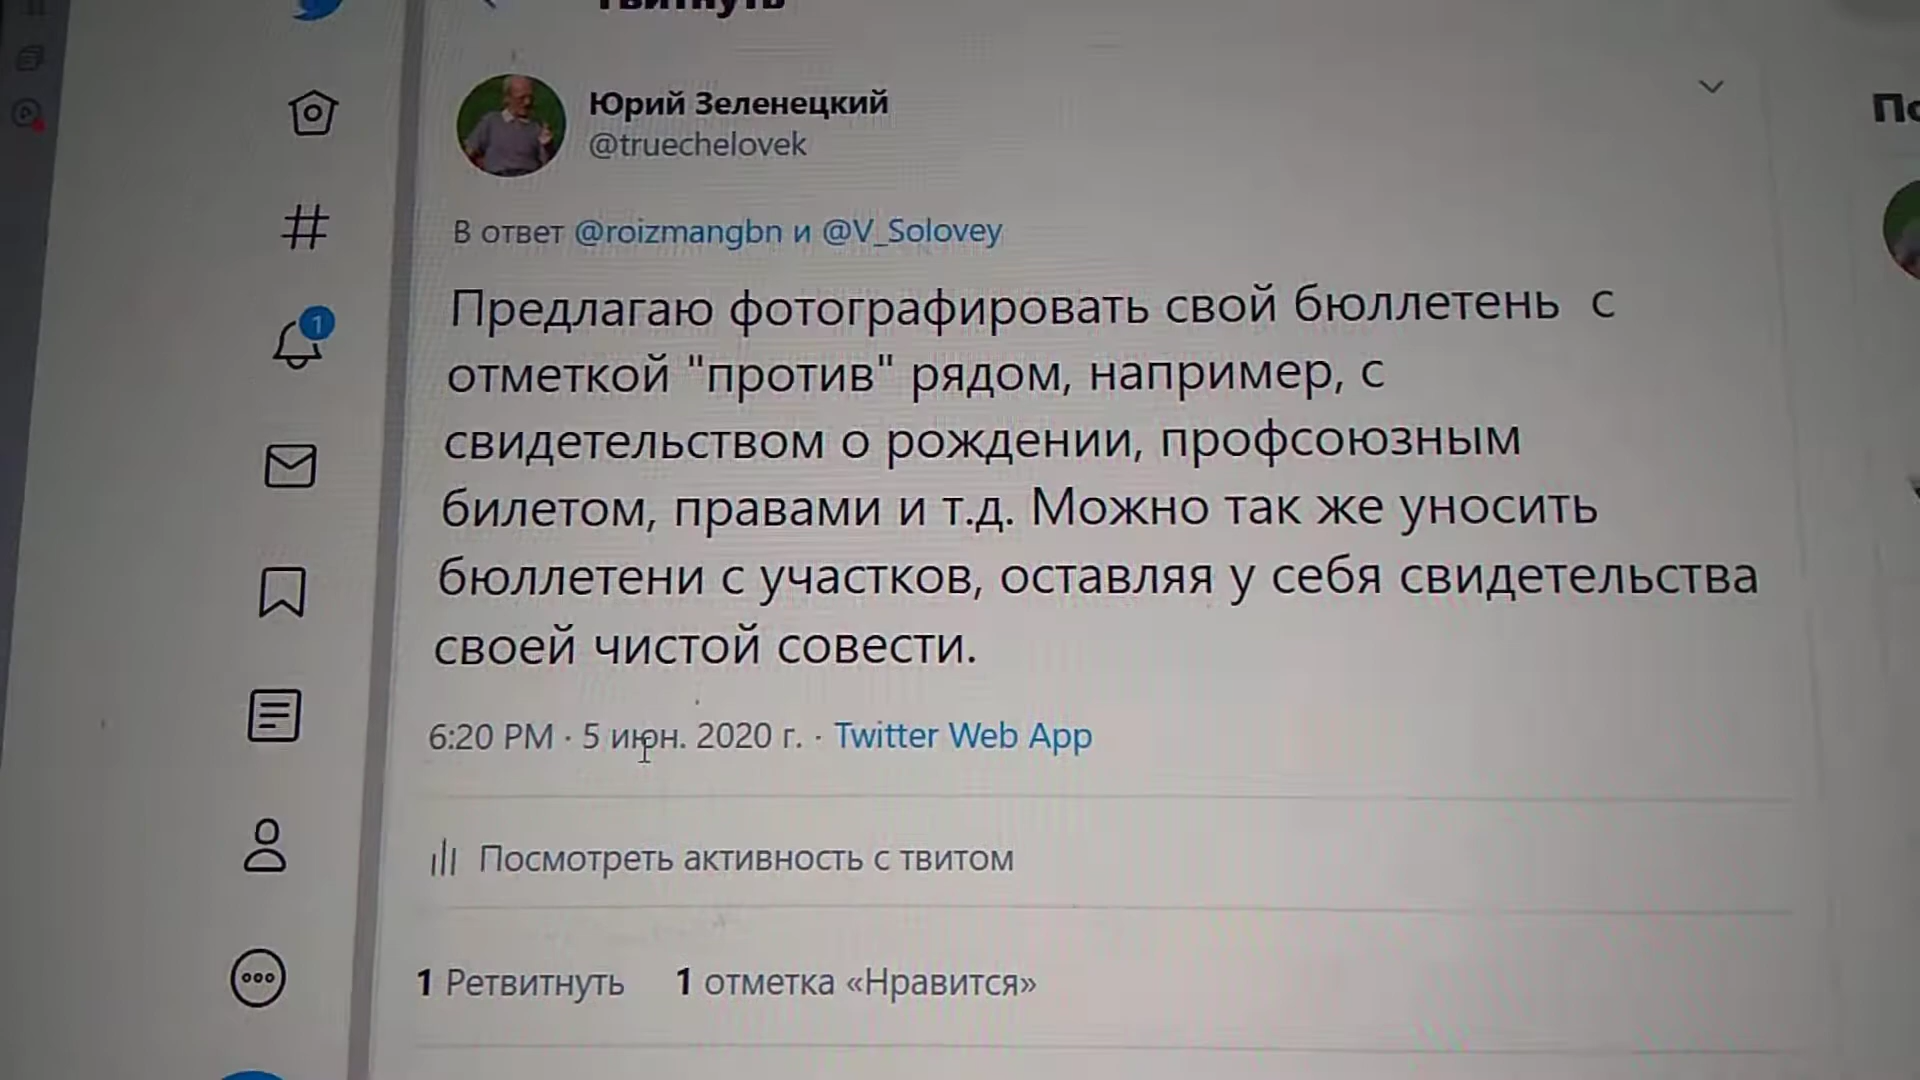 Твитнуть
Юрий Зеленецкий
@truechelovek
В ответ @roizmangbn и @V_Solovey
Предлагаю фотографировать свой бюллетень с
отметкой "против" рядом, например, с
свидетельством о рождении, профсоюзным
билетом, правами и т.д. Можно так же уносить
бюллетени с участков, оставляя у себя свидетельства
своей чистой совести.
6:20 PM · 5 июн. 2020 г. · Twitter Web App
Посмотреть активность с твитом
1 Ретвитнуть 1 отметка «Нравится»
1